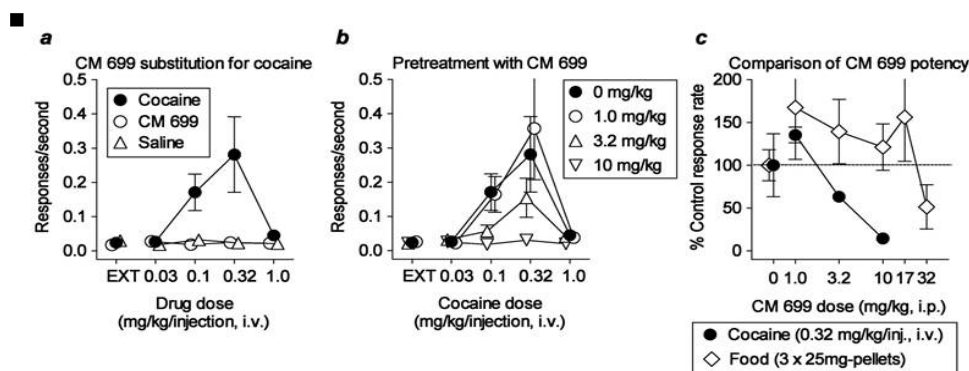 a
CM 699 substitution for cocaine
Responses/second
0.5
0.4
0.3
0.2
0.1
0.0
Cocaine
CM 699
Saline
EXT 0.03 0.1 0.32 1.0
Drug dose
(mg/kg/injection, i.v.)
b
Pretreatment with CM 699
Responses/second
0.5
0.4
0.3
0.2
0.1
0.0
0 mg/kg
1.0 mg/kg
3.2 mg/kg
10 mg/kg
EXT 0.03 0.1 0.32 1.0
Cocaine dose
(mg/kg/injection, i.v.)
c
Comparison of CM 699 potency
% Control response rate
200
150
100
50
0
0 1.0 3.2 10 17 32
CM 699 dose (mg/kg, i.p.)
Cocaine (0.32 mg/kg/inj., i.v.)
Food (3 x 25mg-pellets)